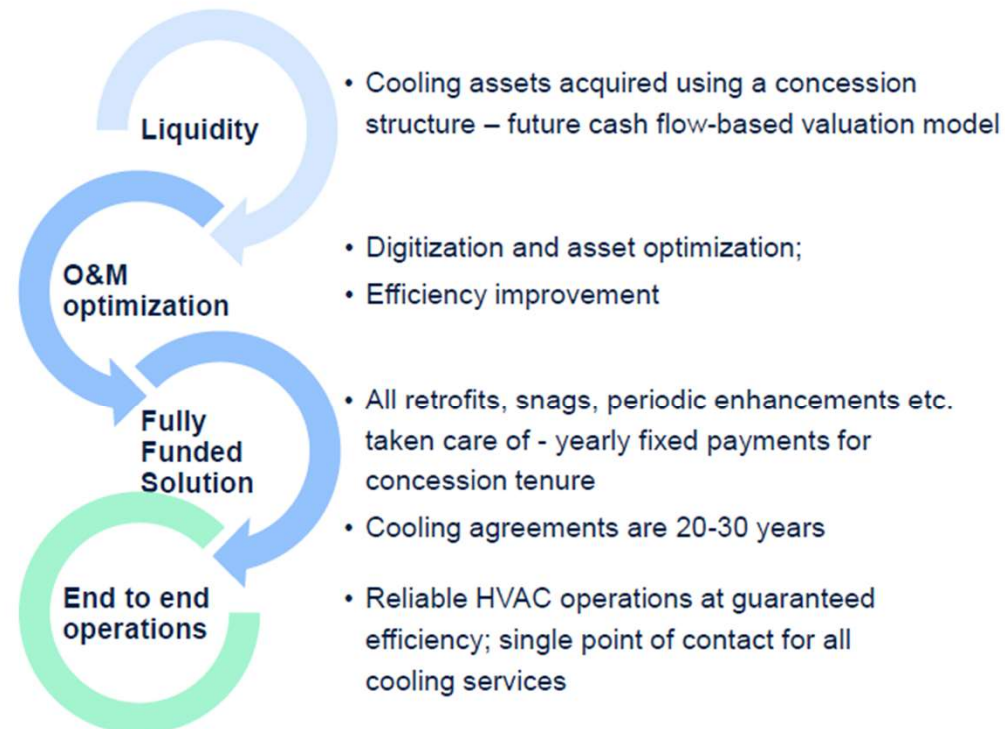 Liquidity
• Cooling assets acquired using a concession
structure – future cash flow-based valuation model
O&M
optimization
• Digitization and asset optimization;
• Efficiency improvement
Fully
Funded
Solution
• All retrofits, snags, periodic enhancements etc.
taken care of - yearly fixed payments for
concession tenure
• Cooling agreements are 20-30 years
End to end
operations
• Reliable HVAC operations at guaranteed
efficiency; single point of contact for all
cooling services